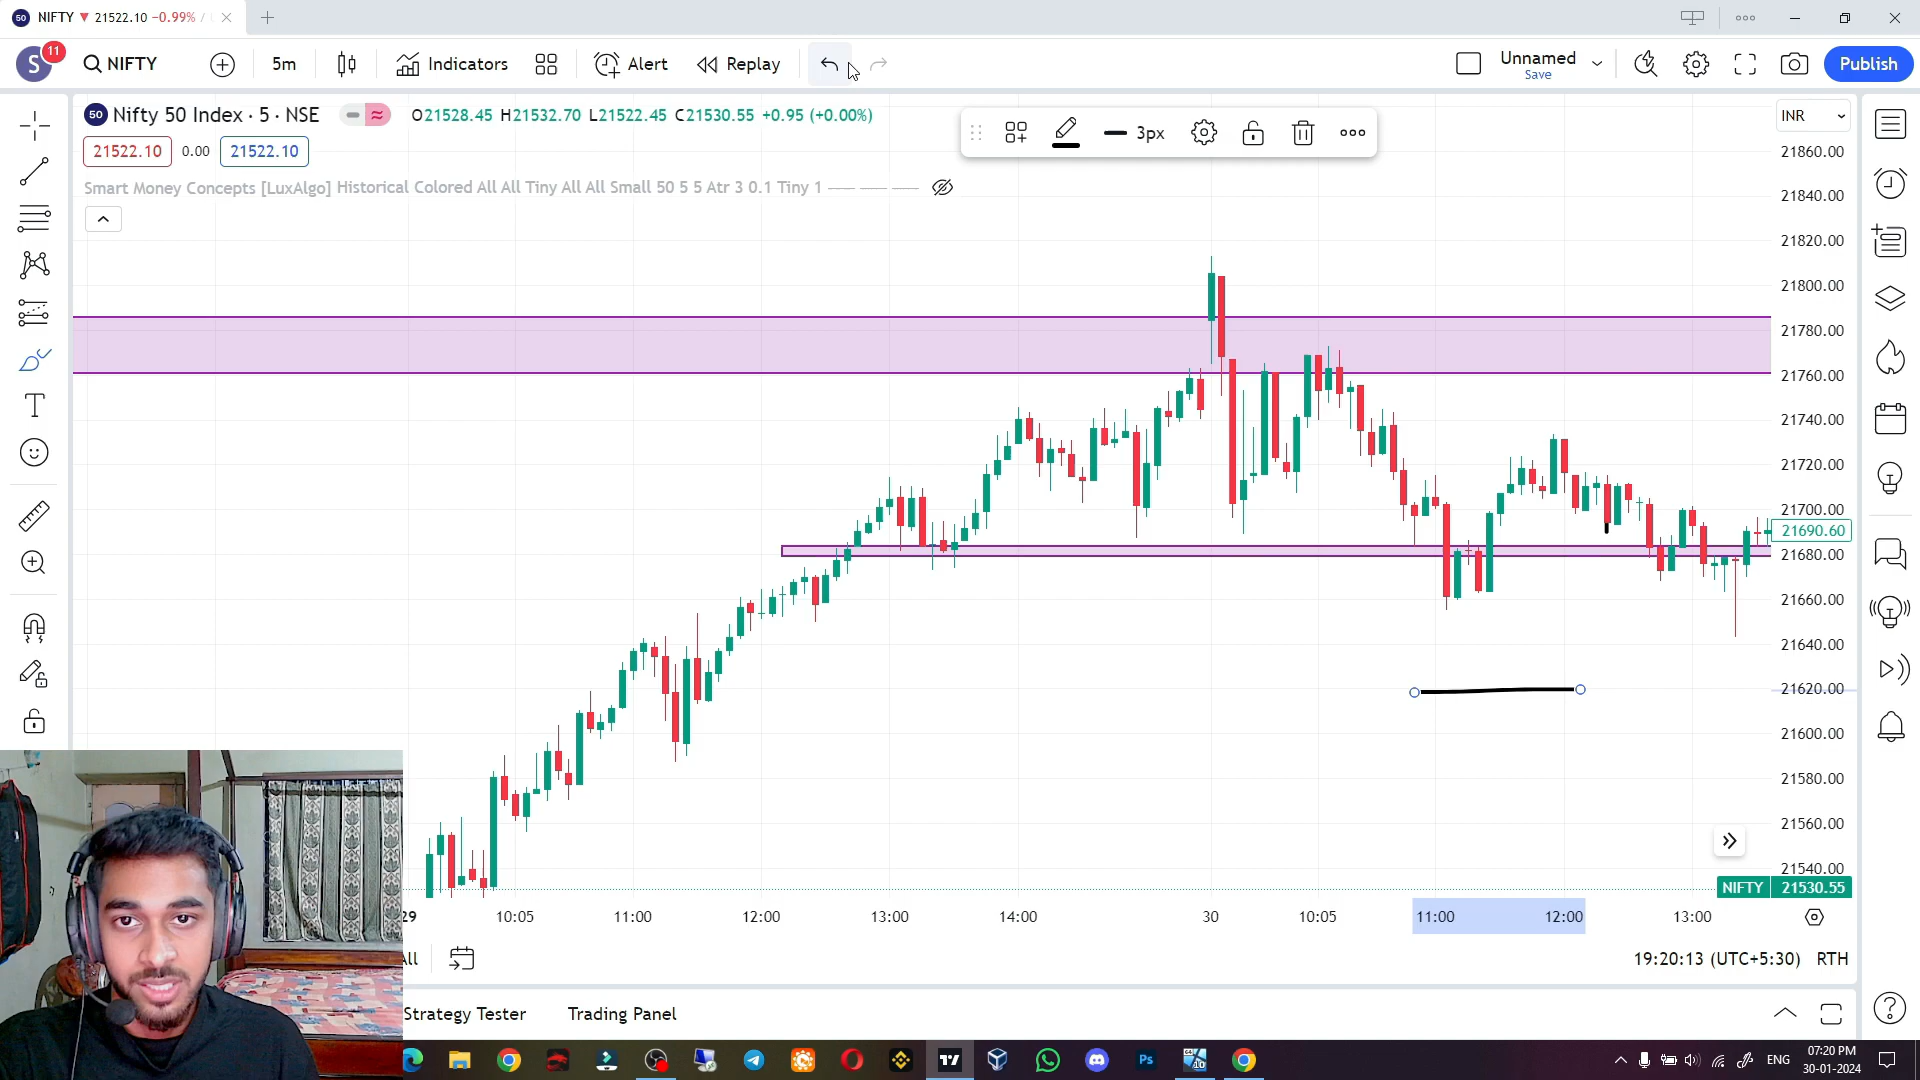 50 NIFTY ▼ 21522.10 −0.99% /
S 11 NIFTY 5m Indicators Alert Replay Unnamed Save Publish
50 Nifty 50 Index · 5 · NSE O21528.45 H21532.70 L21522.45 C21530.55 +0.95 (+0.00%)
3px
INR
21522.10 0.00 21522.10
Smart Money Concepts [LuxAlgo] Historical Colored All All Tiny All All Small 50 5 5 Atr 3 0.1 Tiny 1
21860.00
21840.00
21820.00
21800.00
21780.00
21760.00
21740.00
21720.00
21700.00
21690.60
21680.00
21660.00
21640.00
21620.00
21600.00
21580.00
21560.00
21540.00
NIFTY 21530.55
29 10:05 11:00 12:00 13:00 14:00 30 10:05 11:00 12:00 13:00
All 19:20:13 (UTC+5:30) RTH
Strategy Tester Trading Panel
Ps
ENG
07:20 PM
30-01-2024